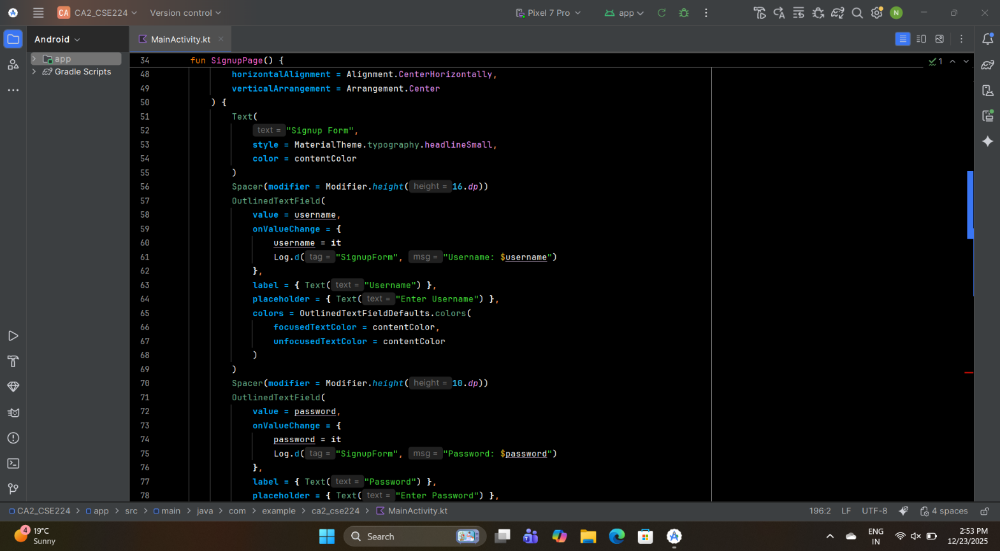 CA CA2_CSE224 Version control Pixel 7 Pro app N
Android MainActivity.kt
app
Gradle Scripts
34 fun SignupPage() {
1
48 horizontalAlignment = Alignment.CenterHorizontally,
49 verticalArrangement = Arrangement.Center
50 ) {
51 Text(
52 text = "Signup Form",
53 style = MaterialTheme.typography.headlineSmall,
54 color = contentColor
55 )
56 Spacer(modifier = Modifier.height( height = 16.dp))
57 OutlinedTextField(
58 value = username,
59 onValueChange = {
60 username = it
61 Log.d( tag = "SignupForm", msg = "Username: $username")
62 },
63 label = { Text( text = "Username") },
64 placeholder = { Text( text = "Enter Username") },
65 colors = OutlinedTextFieldDefaults.colors(
66 focusedTextColor = contentColor,
67 unfocusedTextColor = contentColor
68 )
69 )
70 Spacer(modifier = Modifier.height( height = 10.dp))
71 OutlinedTextField(
72 value = password,
73 onValueChange = {
74 password = it
75 Log.d( tag = "SignupForm", msg = "Password: $password")
76 },
77 label = { Text( text = "Password") },
78 placeholder = { Text( text = "Enter Password") },
CA2_CSE224 > app > src > main > java > com > example > ca2_cse224 > MainActivity.kt 196:2 LF UTF-8 4 spaces
4 19°C
Sunny
Search
ENG
IN
2:53 PM
12/23/2025